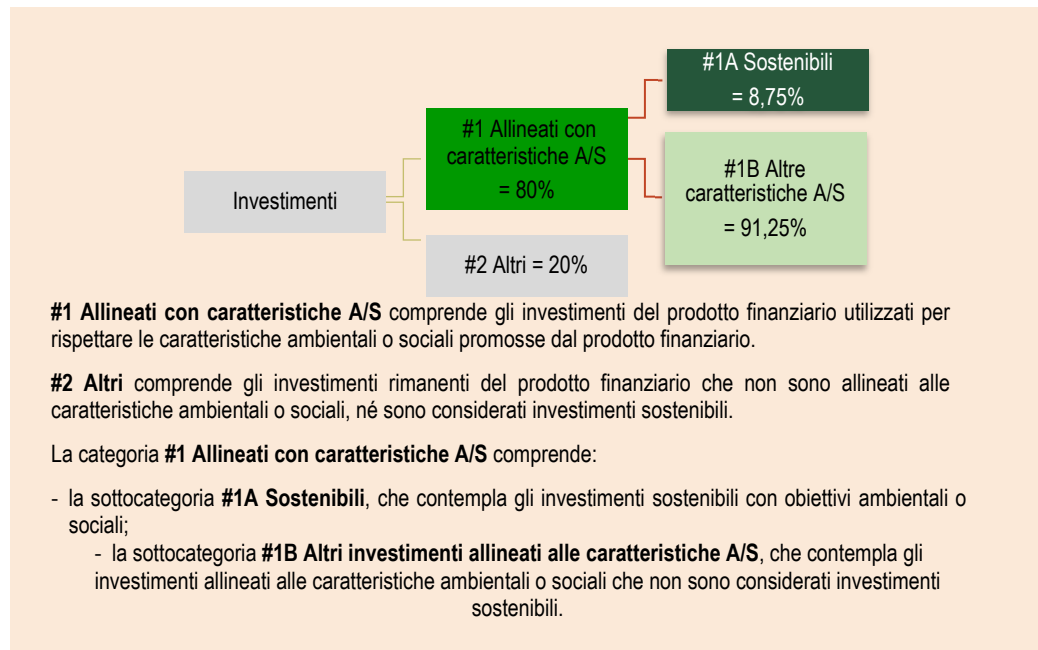 #1A Sostenibili
= 8,75%
#1 Allineati con
caratteristiche A/S
= 80%
#1B Altre
caratteristiche A/S
= 91,25%
Investimenti
#2 Altri = 20%
#1 Allineati con caratteristiche A/S comprende gli investimenti del prodotto finanziario utilizzati per
rispettare le caratteristiche ambientali o sociali promosse dal prodotto finanziario.
#2 Altri comprende gli investimenti rimanenti del prodotto finanziario che non sono allineati alle
caratteristiche ambientali o sociali, né sono considerati investimenti sostenibili.
La categoria #1 Allineati con caratteristiche A/S comprende:
- la sottocategoria #1A Sostenibili, che contempla gli investimenti sostenibili con obiettivi ambientali o
sociali;
- la sottocategoria #1B Altri investimenti allineati alle caratteristiche A/S, che contempla gli
investimenti allineati alle caratteristiche ambientali o sociali che non sono considerati investimenti
sostenibili.